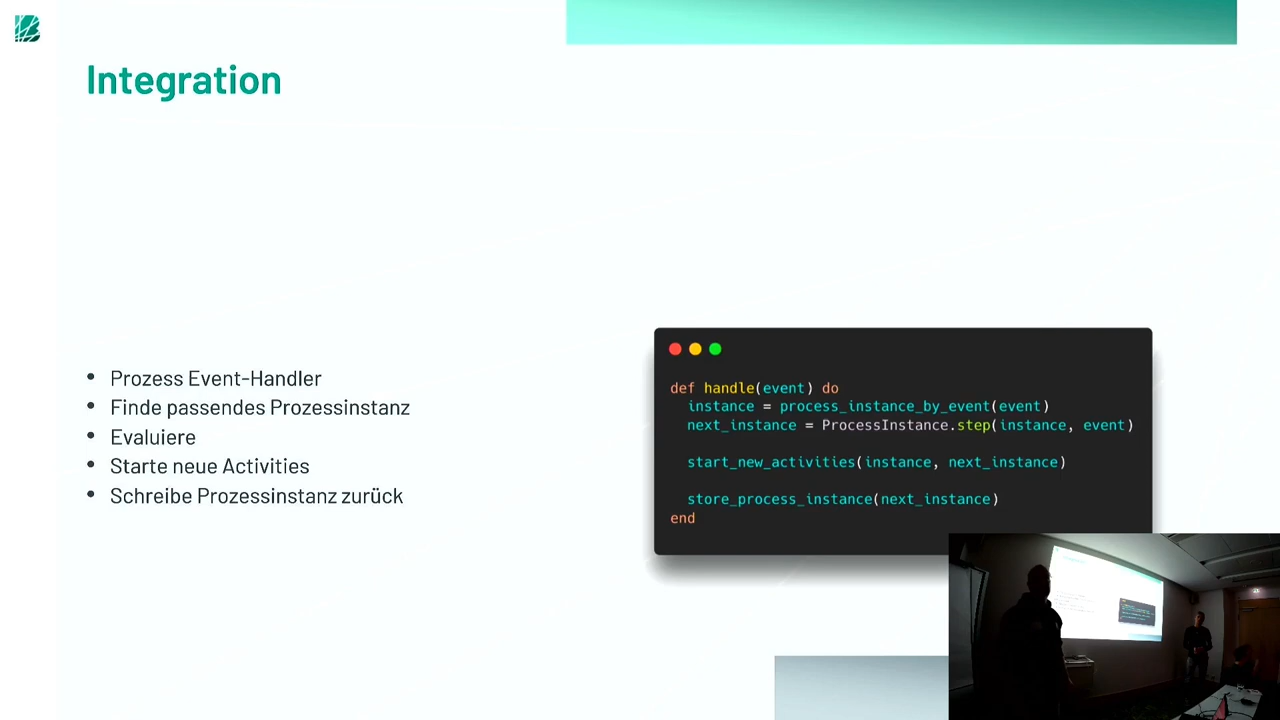 Integration
• Prozess Event-Handler
• Finde passendes Prozessinstanz
• Evaluiere
• Starte neue Activities
• Schreibe Prozessinstanz zurück
def handle(event) do
  instance = process_instance_by_event(event)
  next_instance = ProcessInstance.step(instance, event)
  start_new_activities(instance, next_instance)
  store_process_instance(next_instance)
end